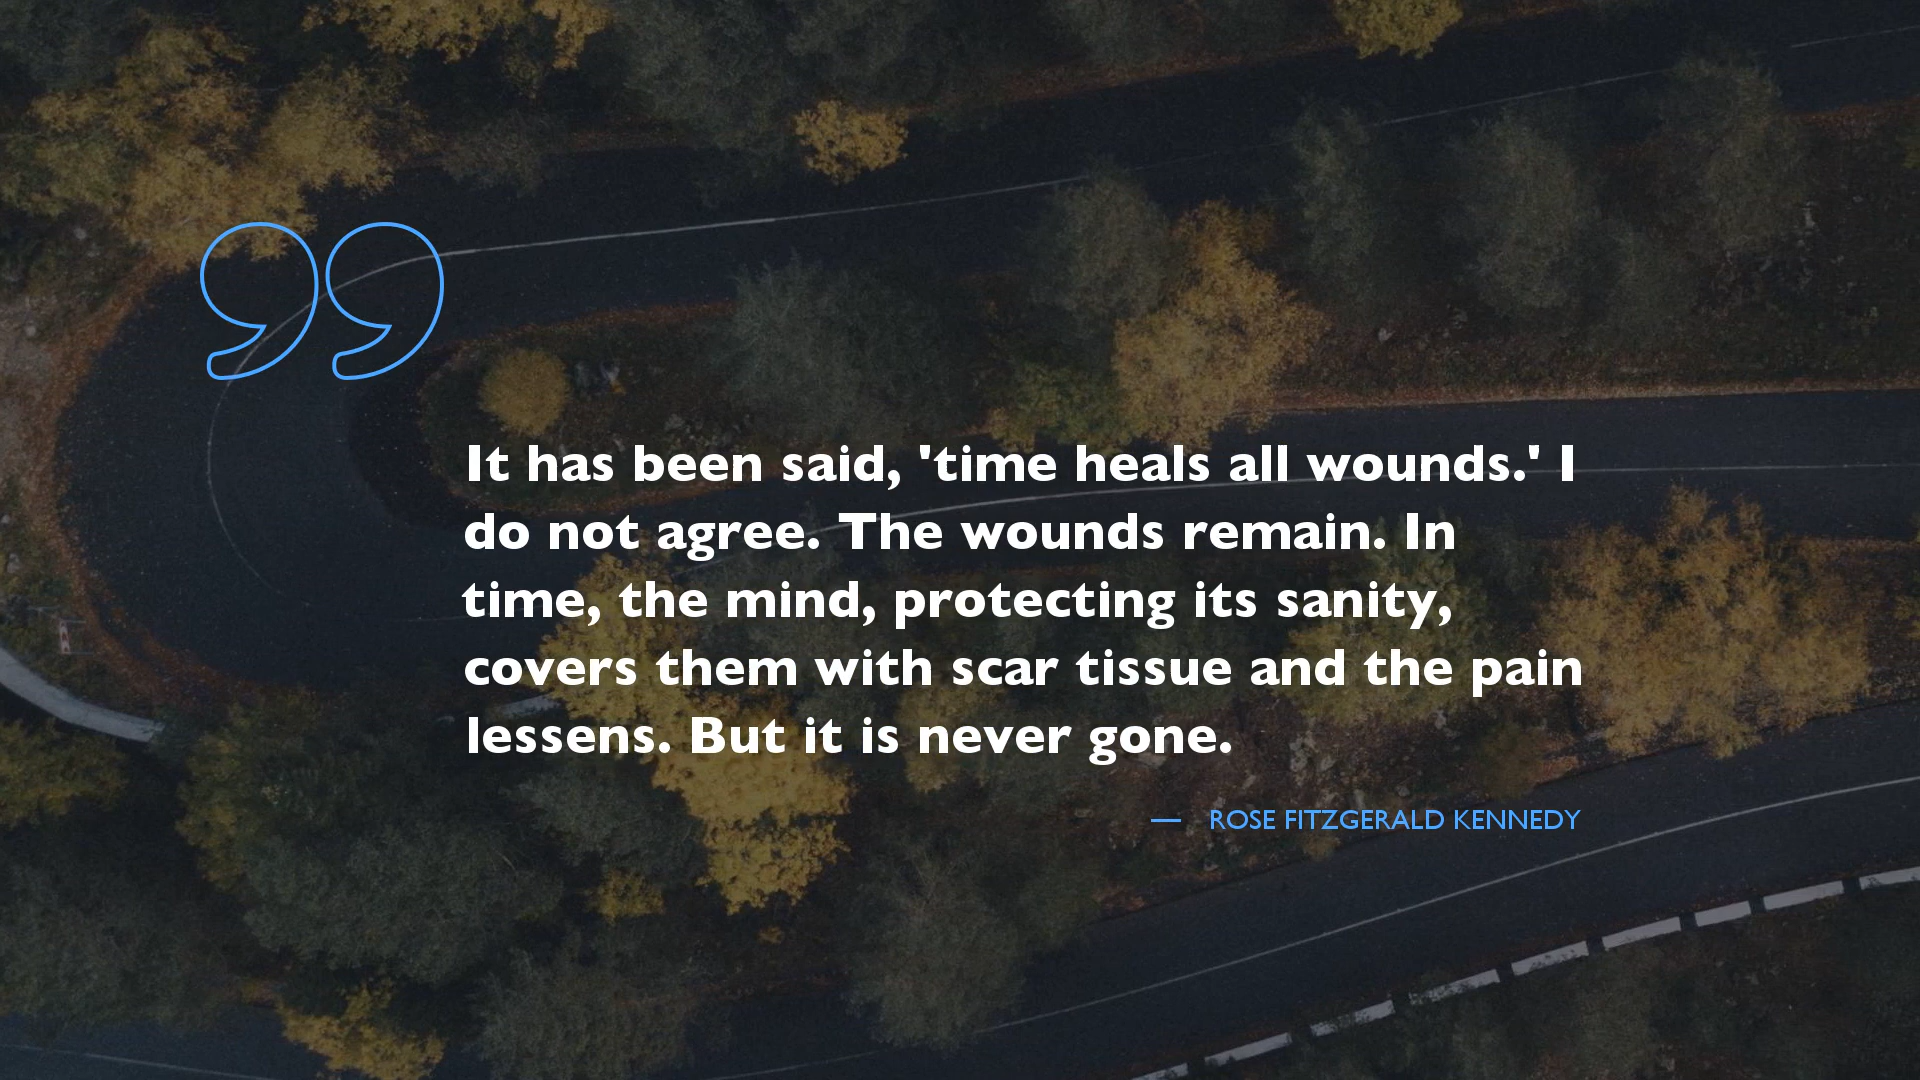 It has been said, 'time heals all wounds.' I
do not agree. The wounds remain. In
time, the mind, protecting its sanity,
covers them with scar tissue and the pain
lessens. But it is never gone.
— ROSE FITZGERALD KENNEDY